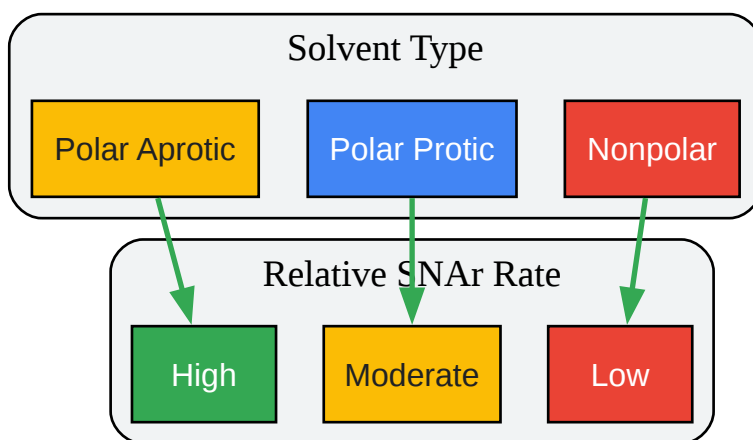 Solvent Type
Polar Aprotic
Polar Protic
Nonpolar
Relative SNAr Rate
High
Moderate
Low